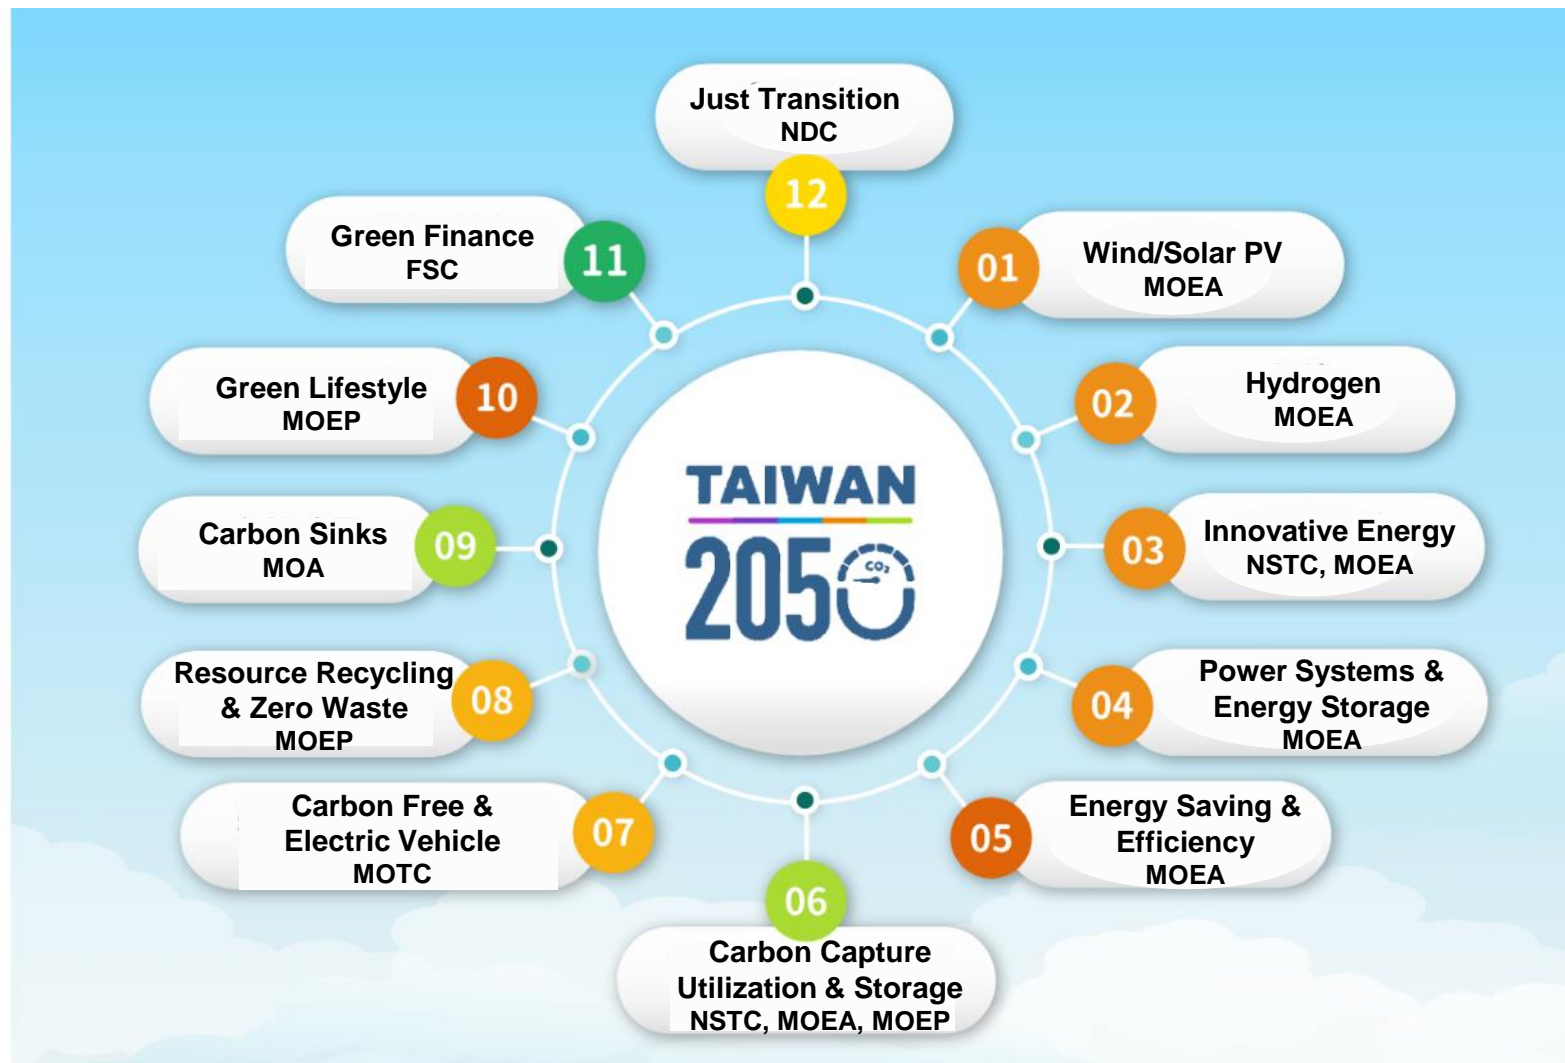 Just Transition
NDC
12
Wind/Solar PV
MOEA
01
Hydrogen
MOEA
02
Innovative Energy
NSTC, MOEA
03
Power Systems &
Energy Storage
MOEA
04
Energy Saving &
Efficiency
MOEA
05
06
Carbon Capture
Utilization & Storage
NSTC, MOEA, MOEP
Carbon Free &
Electric Vehicle
MOTC
07
Resource Recycling
& Zero Waste
MOEP
08
Carbon Sinks
MOA
09
Green Lifestyle
MOEP
10
Green Finance
FSC
11
TAIWAN
2050
CO₂